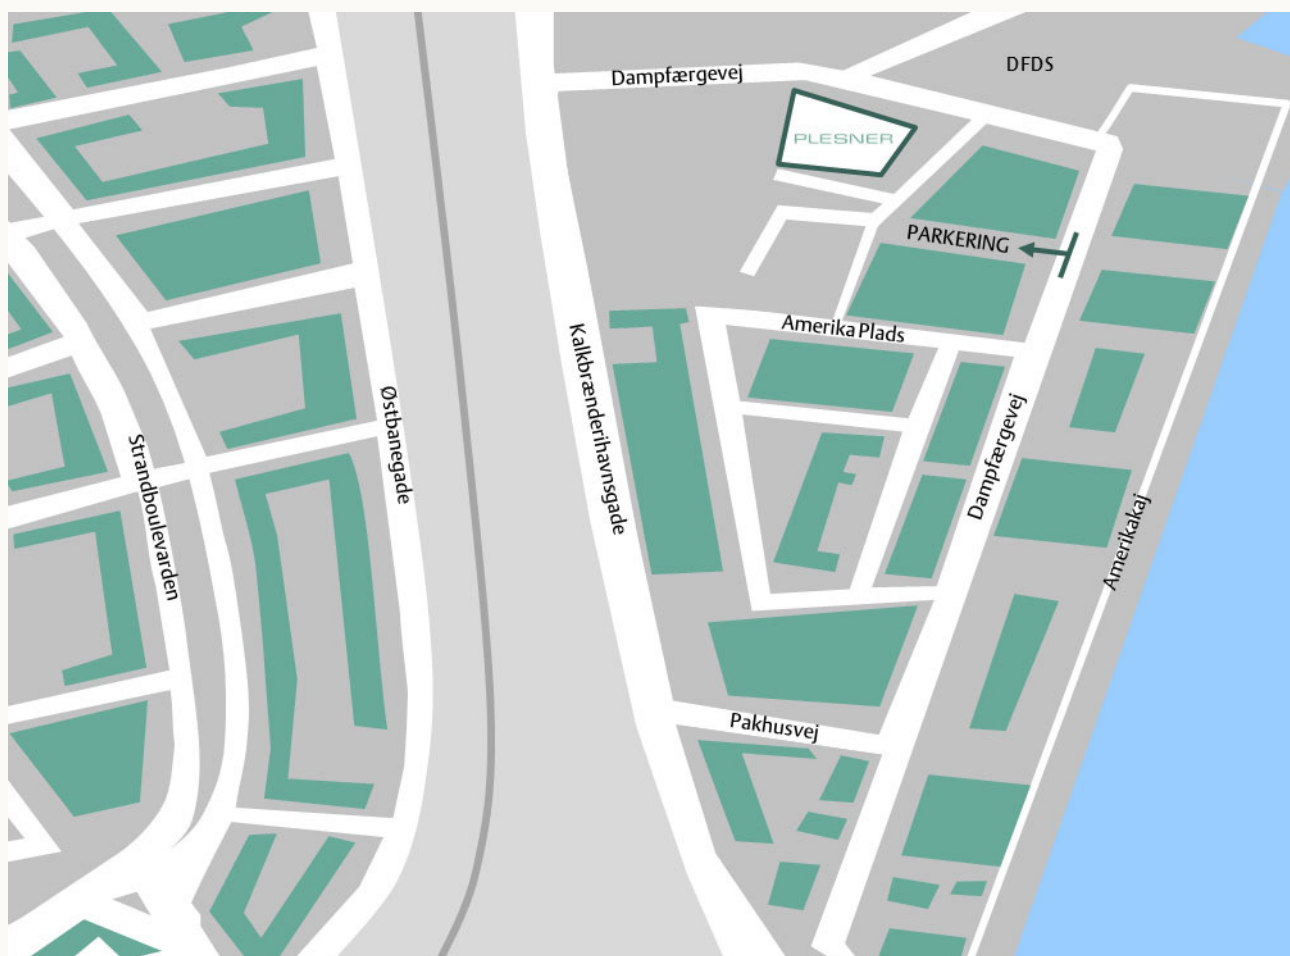 DFDS
Dampfærgevej
PLESNER
PARKERING
Amerika Plads
Kalkbrænderihavnsgade
Østbanegade
Strandboulevarden
Dampfærgevej
Amerikakaj
Pakhusvej